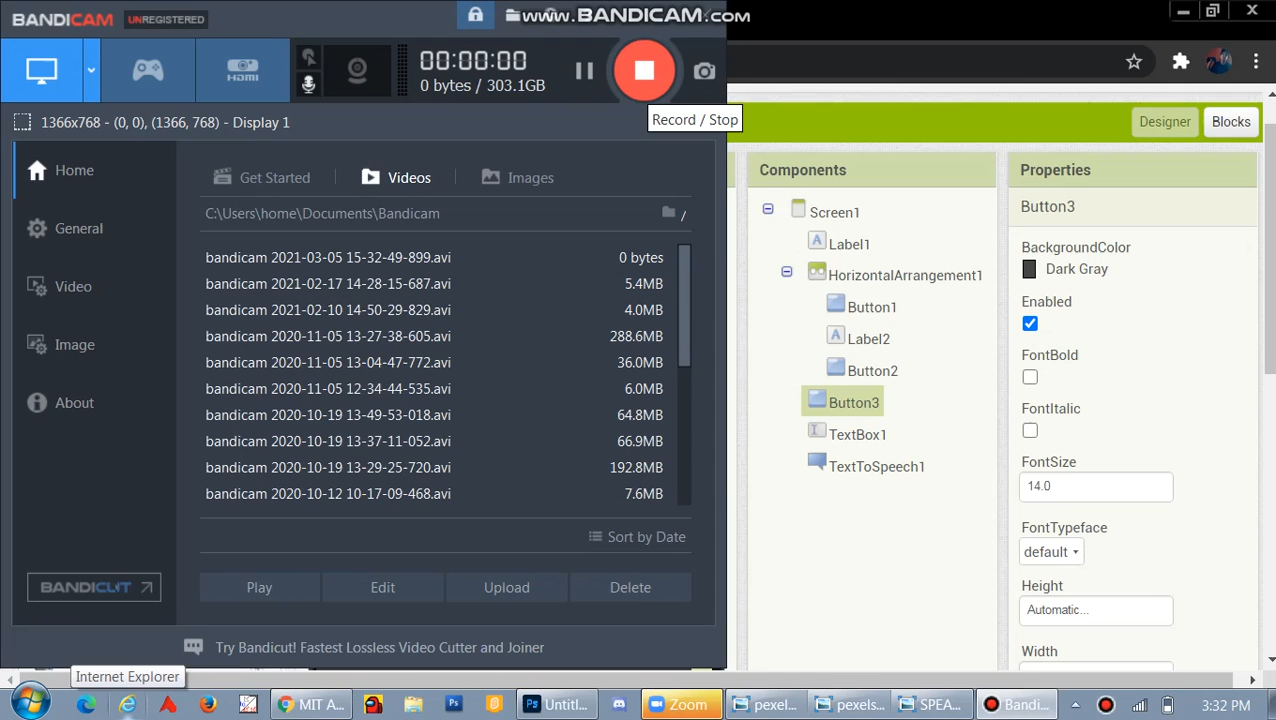 BANDICAM UNREGISTERED
www.BANDICAM.com
HDMI
00:00:00
0 bytes / 303.1GB
Record / Stop
1366x768 - (0, 0), (1366, 768) - Display 1
Home
General
Video
Image
About
BANDICUT
Get Started
Videos
Images
C:\Users\home\Documents\Bandicam
/
bandicam 2021-03-05 15-32-49-899.avi 0 bytes
bandicam 2021-02-17 14-28-15-687.avi 5.4MB
bandicam 2021-02-10 14-50-29-829.avi 4.0MB
bandicam 2020-11-05 13-27-38-605.avi 288.6MB
bandicam 2020-11-05 13-04-47-772.avi 36.0MB
bandicam 2020-11-05 12-34-44-535.avi 6.0MB
bandicam 2020-10-19 13-49-53-018.avi 64.8MB
bandicam 2020-10-19 13-37-11-052.avi 66.9MB
bandicam 2020-10-19 13-29-25-720.avi 192.8MB
bandicam 2020-10-12 10-17-09-468.avi 7.6MB
Sort by Date
Play
Edit
Upload
Delete
Try Bandicut! Fastest Lossless Video Cutter and Joiner
Designer
Blocks
Components
Screen1
Label1
HorizontalArrangement1
Button1
Label2
Button2
Button3
TextBox1
TextToSpeech1
Properties
Button3
BackgroundColor
Dark Gray
Enabled
FontBold
FontItalic
FontSize
14.0
FontTypeface
default
Height
Automatic...
Width
Internet Explorer
MIT A...
Ps
Ps
Untitl...
Zoom
pexel...
pexels...
SPEA...
Bandi...
3:32 PM